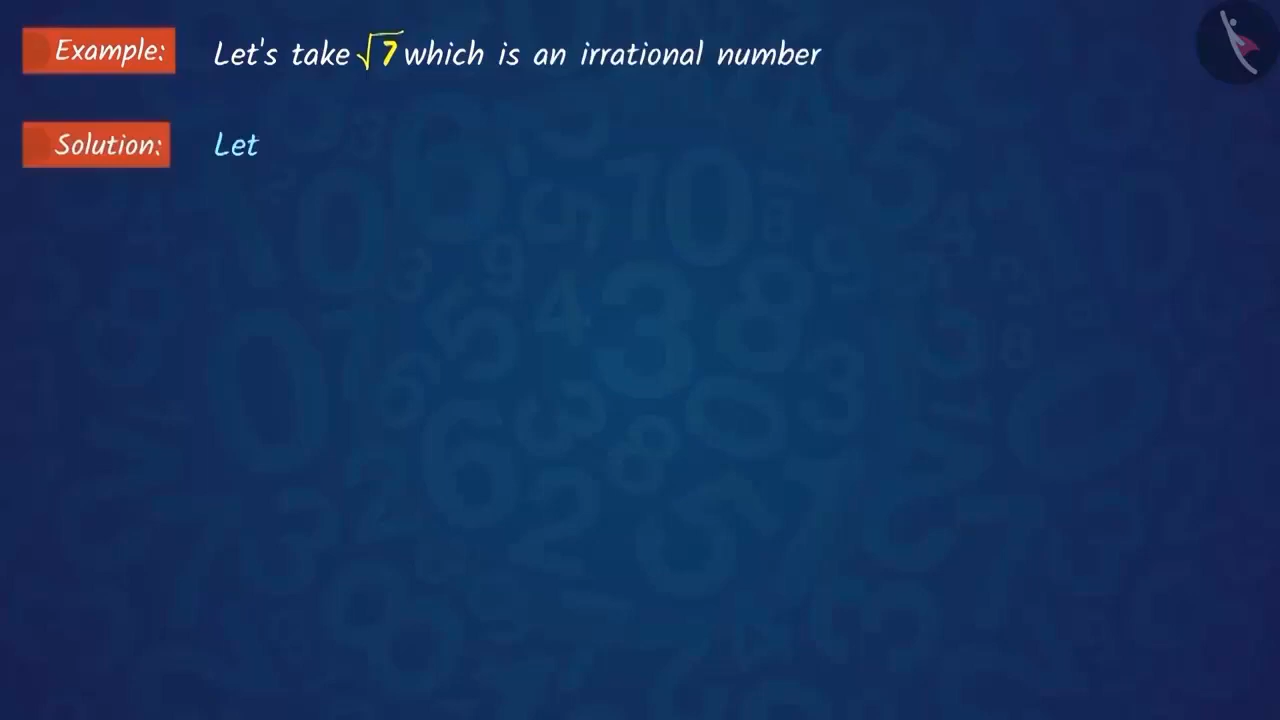 Example: Let's take √7 which is an irrational number
Solution: Let